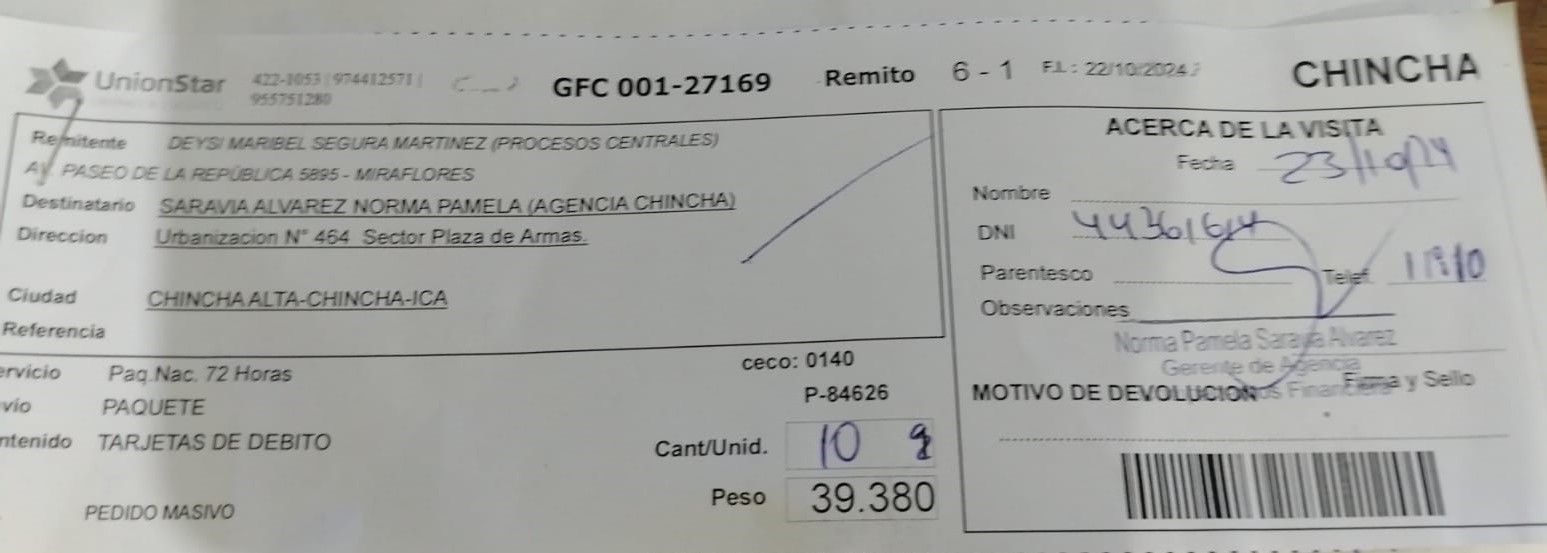 UnionStar 422-1053 | 974412571 | 955751280 GFC 001-27169 Remito 6 - 1 F.I.: 22/10/2024 CHINCHA
Remitente DEYSI MARIBEL SEGURA MARTINEZ (PROCESOS CENTRALES)
AV. PASEO DE LA REPÚBLICA 5895 - MIRAFLORES
Destinatario SARAVIA ALVAREZ NORMA PAMELA (AGENCIA CHINCHA)
Direccion Urbanizacion N° 464 Sector Plaza de Armas.
Ciudad CHINCHA ALTA-CHINCHA-ICA
Referencia
ervicio Paq.Nac. 72 Horas
vio PAQUETE
ntenido TARJETAS DE DEBITO
PEDIDO MASIVO
ceco: 0140
P-84626
Cant/Unid. 10
Peso 39.380
ACERCA DE LA VISITA
Fecha 23/10/24
Nombre
DNI
Parentesco Telef.
Observaciones
Norma Pamela Saravia Alvarez
Gerente de Agencia
MOTIVO DE DEVOLUCION Firma y Sello